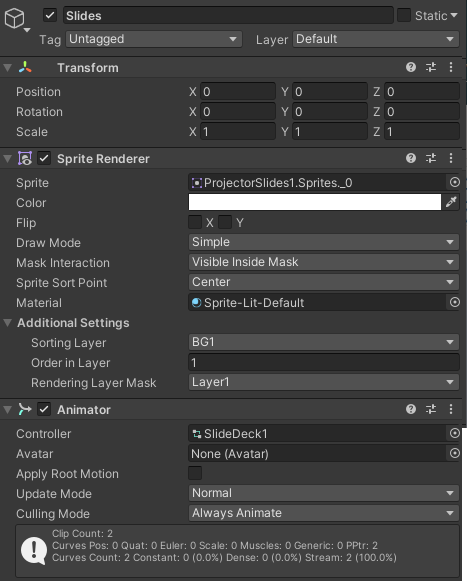 Slides Static
Tag Untagged Layer Default
Transform
Position X 0 Y 0 Z 0
Rotation X 0 Y 0 Z 0
Scale X 1 Y 1 Z 1
Sprite Renderer
Sprite ProjectorSlides1.Sprites._0
Color
Flip X Y
Draw Mode Simple
Mask Interaction Visible Inside Mask
Sprite Sort Point Center
Material Sprite-Lit-Default
Additional Settings
Sorting Layer BG1
Order in Layer 1
Rendering Layer Mask Layer1
Animator
Controller SlideDeck1
Avatar None (Avatar)
Apply Root Motion
Update Mode Normal
Culling Mode Always Animate
Clip Count: 2
Curves Pos: 0 Quat: 0 Euler: 0 Scale: 0 Muscles: 0 Generic: 0 PPtr: 2
Curves Count: 2 Constant: 0 (0.0%) Dense: 0 (0.0%) Stream: 2 (100.0%)